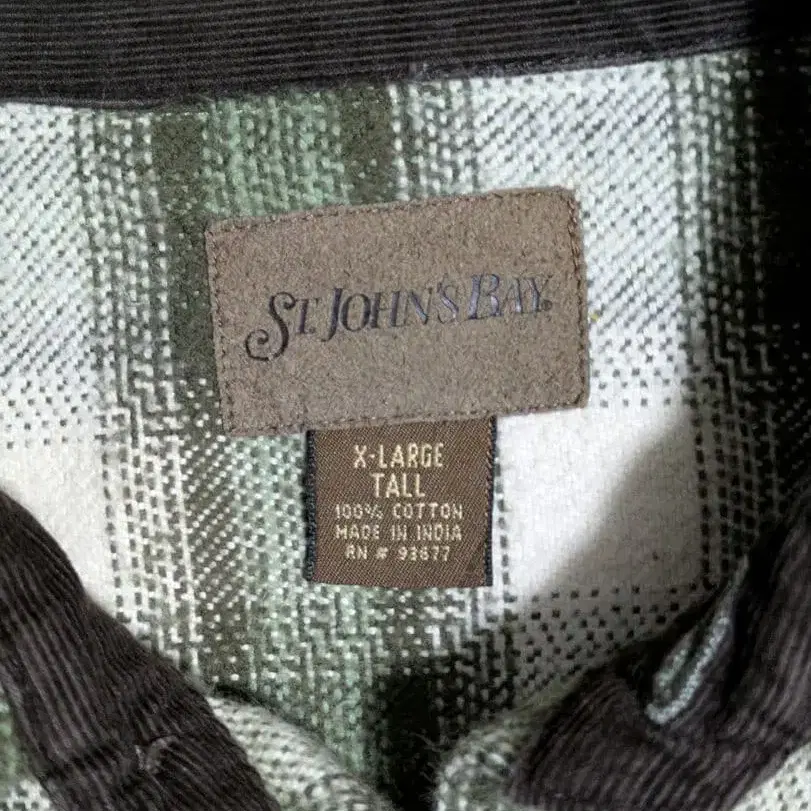 ST. JOHN'S BAY.
X-LARGE
TALL
100% COTTON
MADE IN INDIA
RN # 93677